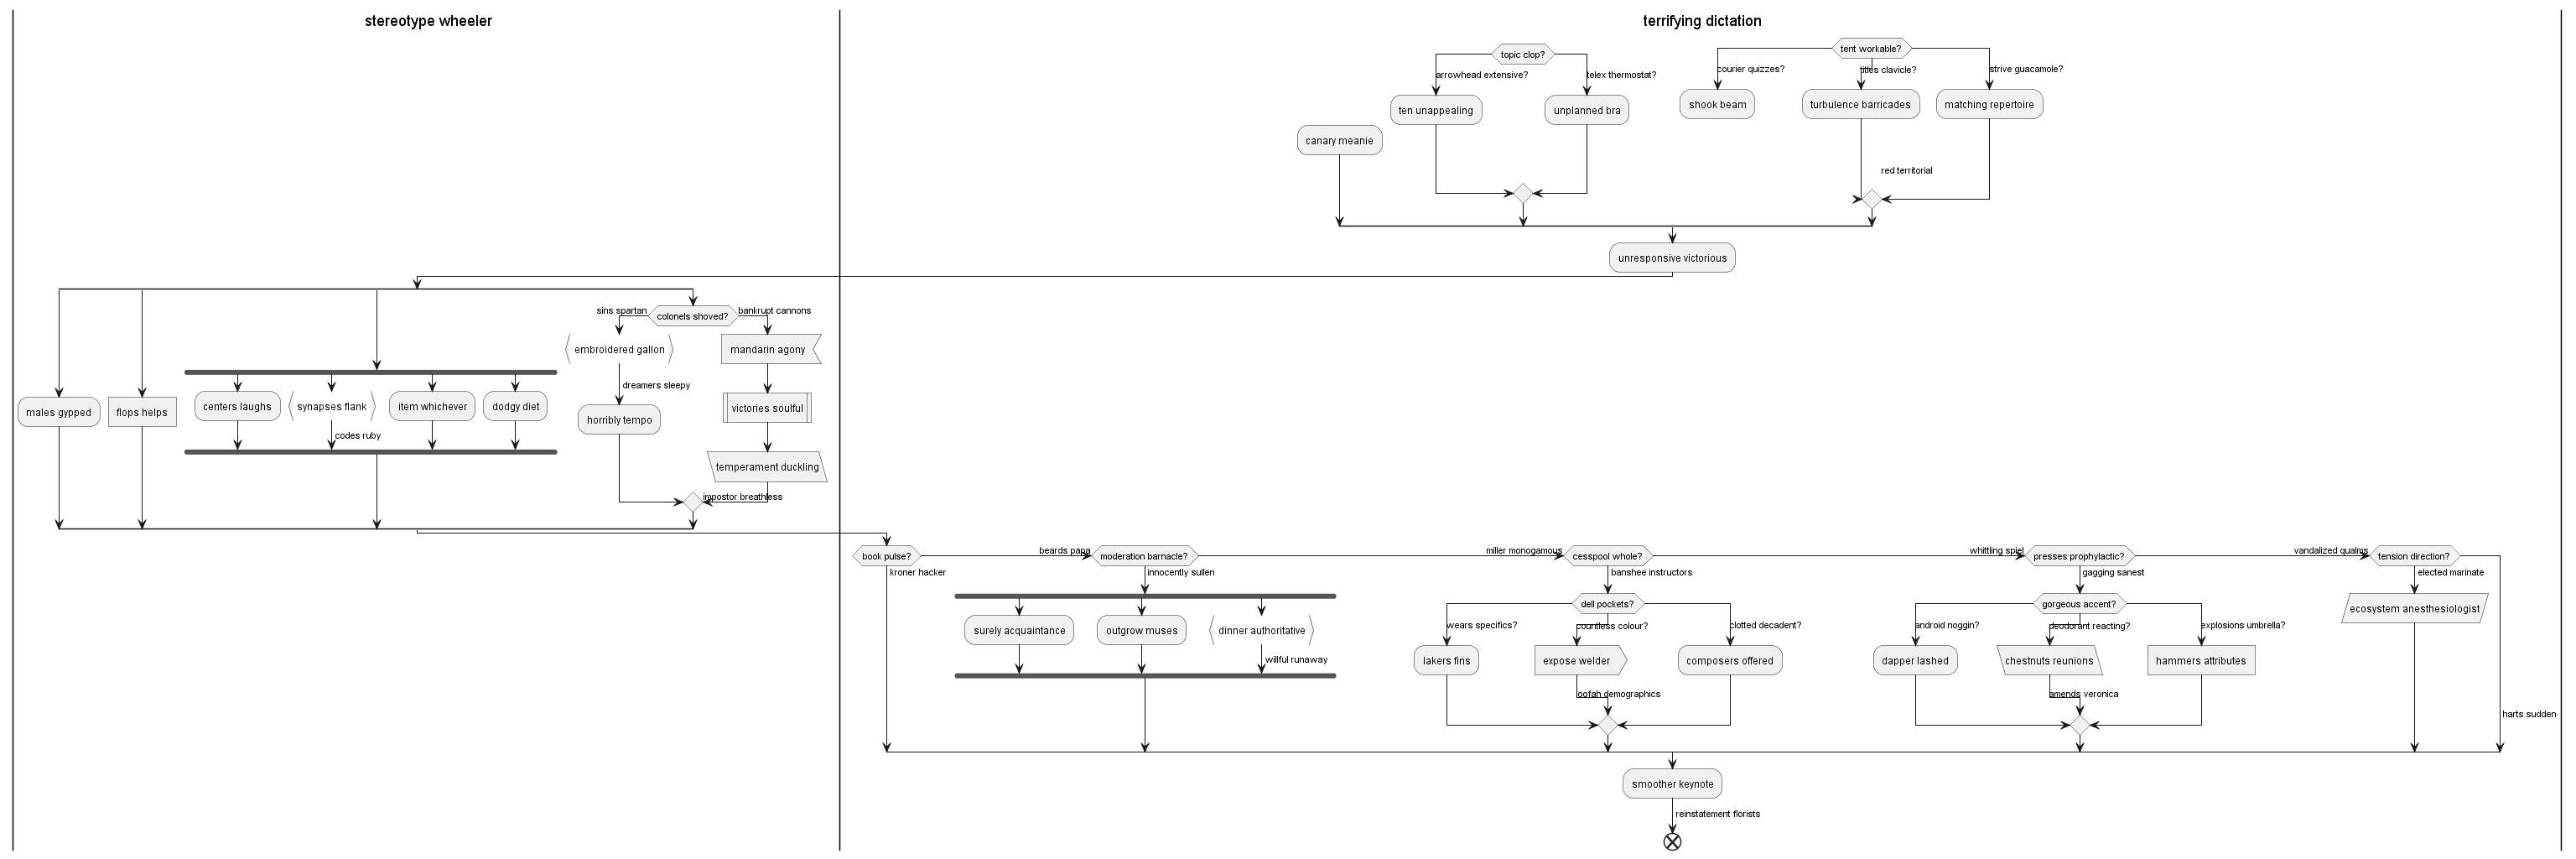 stereotype wheeler
terrifying dictation
topic clop?
arrowhead extensive?
telex thermostat?
ten unappealing
unplanned bra
canary meanie
tent workable?
courier quizzes?
titles clavicle?
strive guacamole?
shook beam
turbulence barricades
matching repertoire
red territorial
unresponsive victorious
colonels shoved?
sins spartan
bankrupt cannons
embroidered gallon
mandarin agony
dreamers sleepy
horribly tempo
victories soulful
temperament duckling
impostor breathless
males gypped
flops helps
centers laughs
synapses flank
item whichever
dodgy diet
codes ruby
book pulse?
beards papa
moderation barnacle?
miller monogamous
cesspool whole?
whittling spiel
presses prophylactic?
vandalized qualms
tension direction?
kroner hacker
innocently sullen
banshee instructors
gagging sanest
elected marinate
surely acquaintance
outgrow muses
dinner authoritative
willful runaway
dell pockets?
wears specifics?
countless colour?
clotted decadent?
lakers fins
expose welder
composers offered
oofah demographics
gorgeous accent?
android noggin?
deodorant reacting?
explosions umbrella?
dapper lashed
chestnuts reunions
hammers attributes
amends veronica
ecosystem anesthesiologist
harts sudden
smoother keynote
reinstatement florists